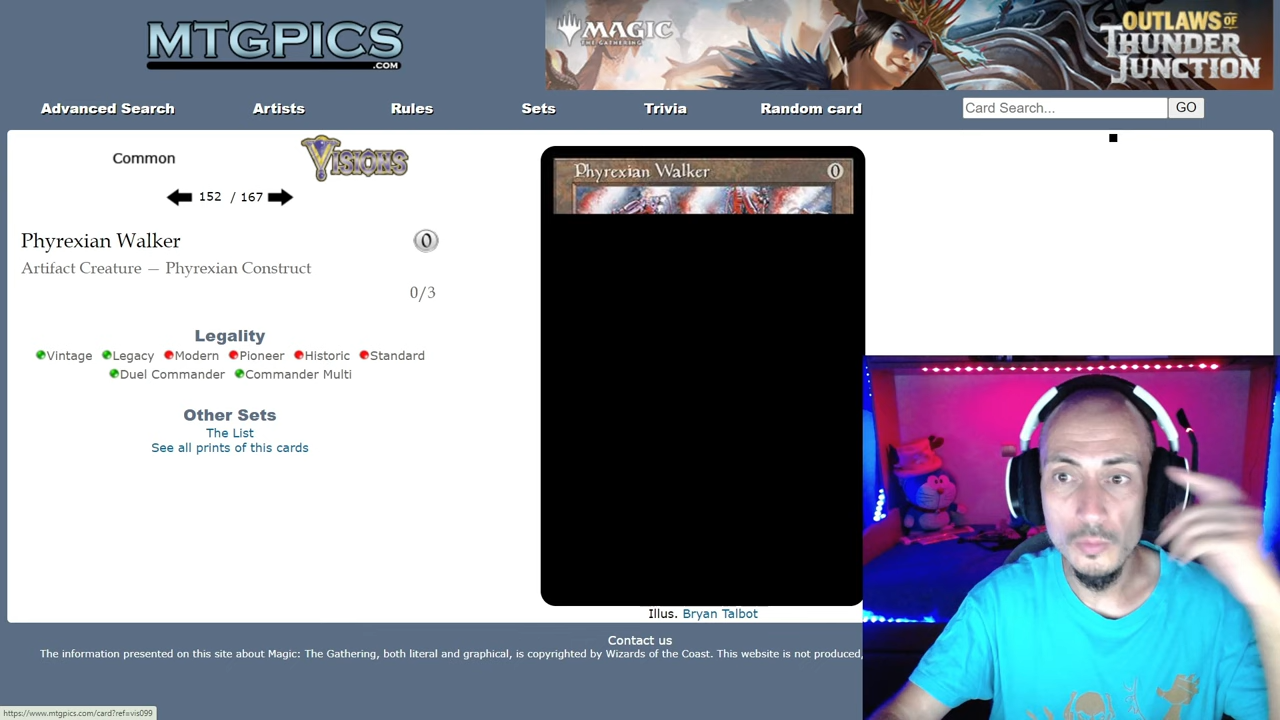 MTGPICS
.COM
MAGIC
THE GATHERING
OUTLAWS OF
THUNDER
JUNCTION
Advanced Search Artists Rules Sets Trivia Random card Card Search... GO
Common
VISIONS
152 / 167
Phyrexian Walker 0
Artifact Creature — Phyrexian Construct
0/3
Legality
Vintage Legacy Modern Pioneer Historic Standard
Duel Commander Commander Multi
Other Sets
The List
See all prints of this cards
Phyrexian Walker 0
Illus. Bryan Talbot
Contact us
The information presented on this site about Magic: The Gathering, both literal and graphical, is copyrighted by Wizards of the Coast. This website is not produced,
https://www.mtgpics.com/card?ref=vis099